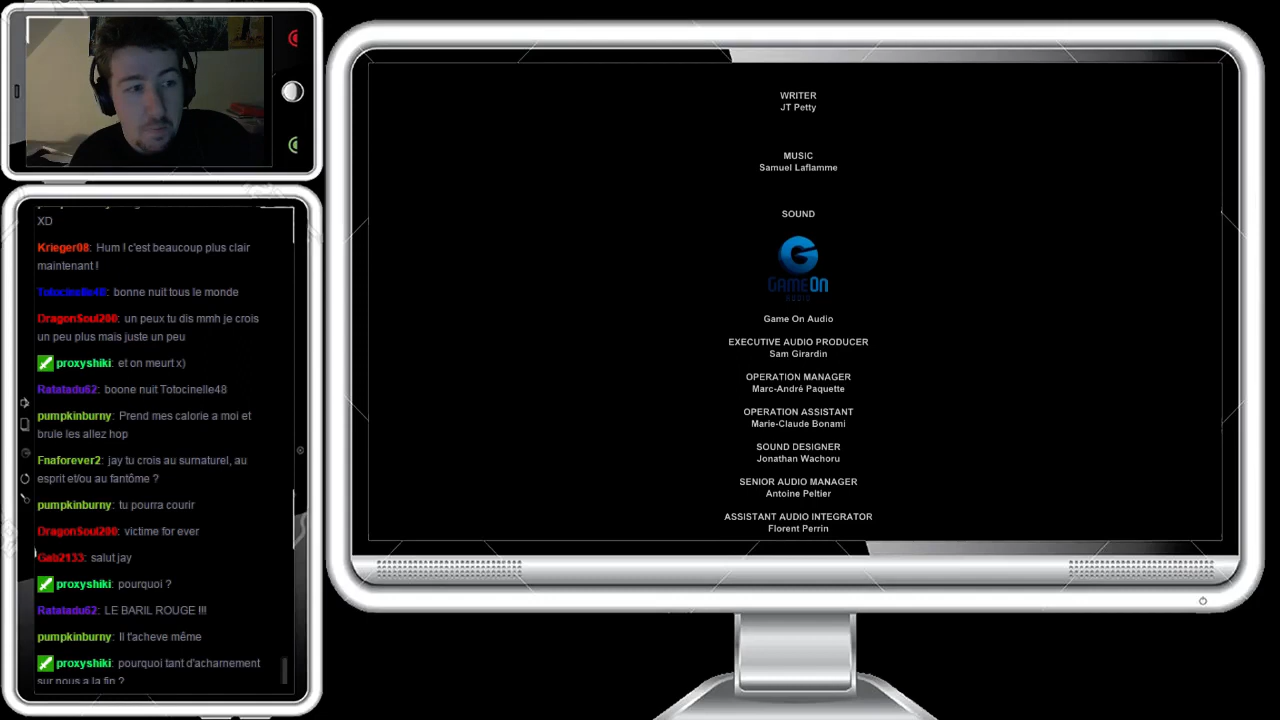 XD
Krieger08: Hum ! c'est beaucoup plus clair
maintenant !
Totocinelle48: bonne nuit tous le monde
DragonSoul200: un peux tu dis mmh je crois
un peu plus mais juste un peu
proxyshiki: et on meurt x)
Ratatadu62: boone nuit Totocinelle48
pumpkinburny: Prend mes calorie a moi et
brule les allez hop
Fnaforever2: jay tu crois au surnaturel, au
esprit et/ou au fantôme ?
pumpkinburny: tu pourra courir
DragonSoul200: victime for ever
Gab2133: salut jay
proxyshiki: pourquoi ?
Ratatadu62: LE BARIL ROUGE !!!
pumpkinburny: Il t'acheve même
proxyshiki: pourquoi tant d'acharnement
sur nous a la fin ?
WRITER
JT Petty
MUSIC
Samuel Laflamme
SOUND
GAMEON
AUDIO
Game On Audio
EXECUTIVE AUDIO PRODUCER
Sam Girardin
OPERATION MANAGER
Marc-André Paquette
OPERATION ASSISTANT
Marie-Claude Bonami
SOUND DESIGNER
Jonathan Wachoru
SENIOR AUDIO MANAGER
Antoine Peltier
ASSISTANT AUDIO INTEGRATOR
Florent Perrin